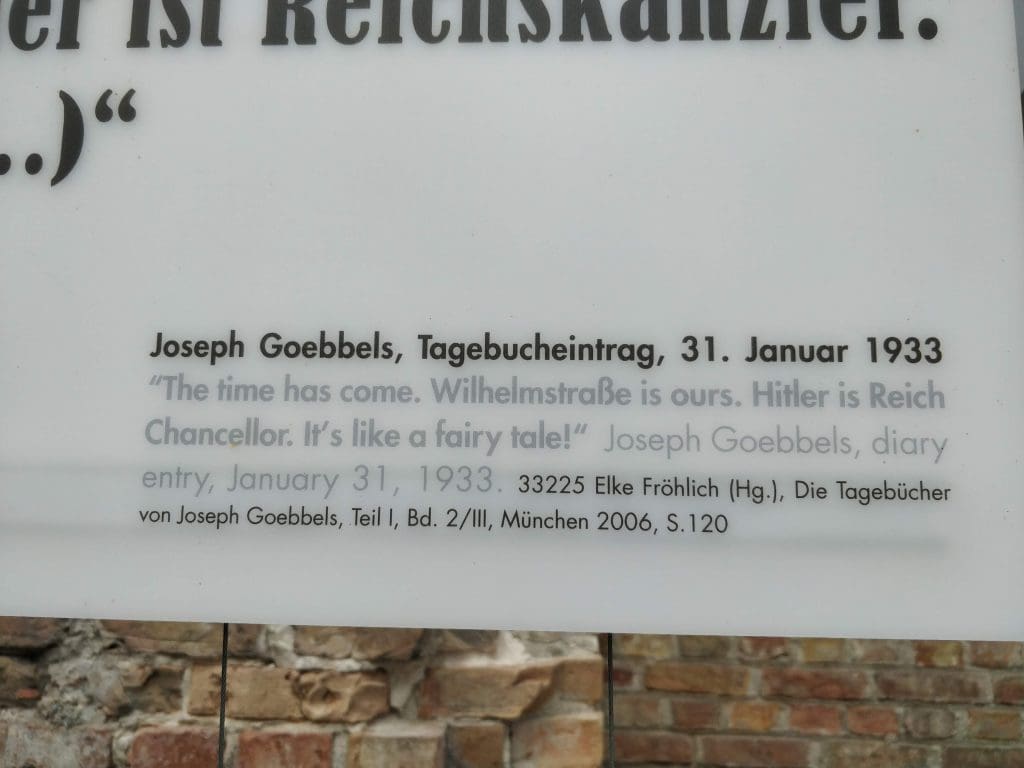 er ist Reichskanzler.
..)“
Joseph Goebbels, Tagebucheintrag, 31. Januar 1933
“The time has come. Wilhelmstraße is ours. Hitler is Reich
Chancellor. It’s like a fairy tale!“ Joseph Goebbels, diary
entry, January 31, 1933. 33225 Elke Fröhlich (Hg.), Die Tagebücher
von Joseph Goebbels, Teil I, Bd. 2/III, München 2006, S.120